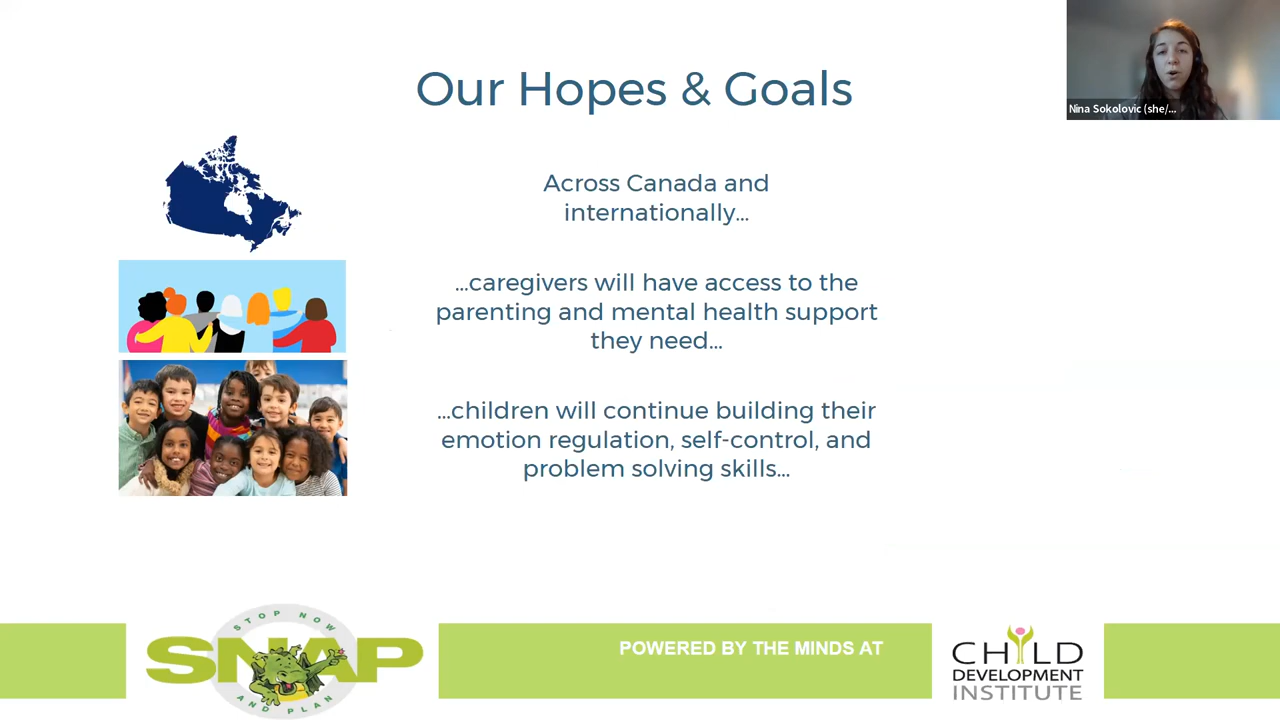 Our Hopes & Goals
Nina Sokolovic (she/...
Across Canada and
internationally...
...caregivers will have access to the
parenting and mental health support
they need...
...children will continue building their
emotion regulation, self-control, and
problem solving skills...
STOP NOW
SNAP
AND PLAN
POWERED BY THE MINDS AT
CHILD
DEVELOPMENT
INSTITUTE